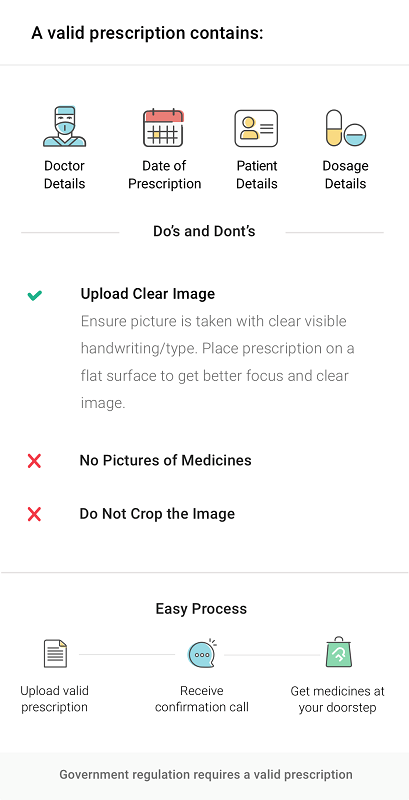 A valid prescription contains:
Doctor
Details
Date of
Prescription
Patient
Details
Dosage
Details
Do's and Dont's
Upload Clear Image
Ensure picture is taken with clear visible
handwriting/type. Place prescription on a
flat surface to get better focus and clear
image.
No Pictures of Medicines
Do Not Crop the Image
Easy Process
Upload valid
prescription
Receive
confirmation call
Get medicines at
your doorstep
Government regulation requires a valid prescription